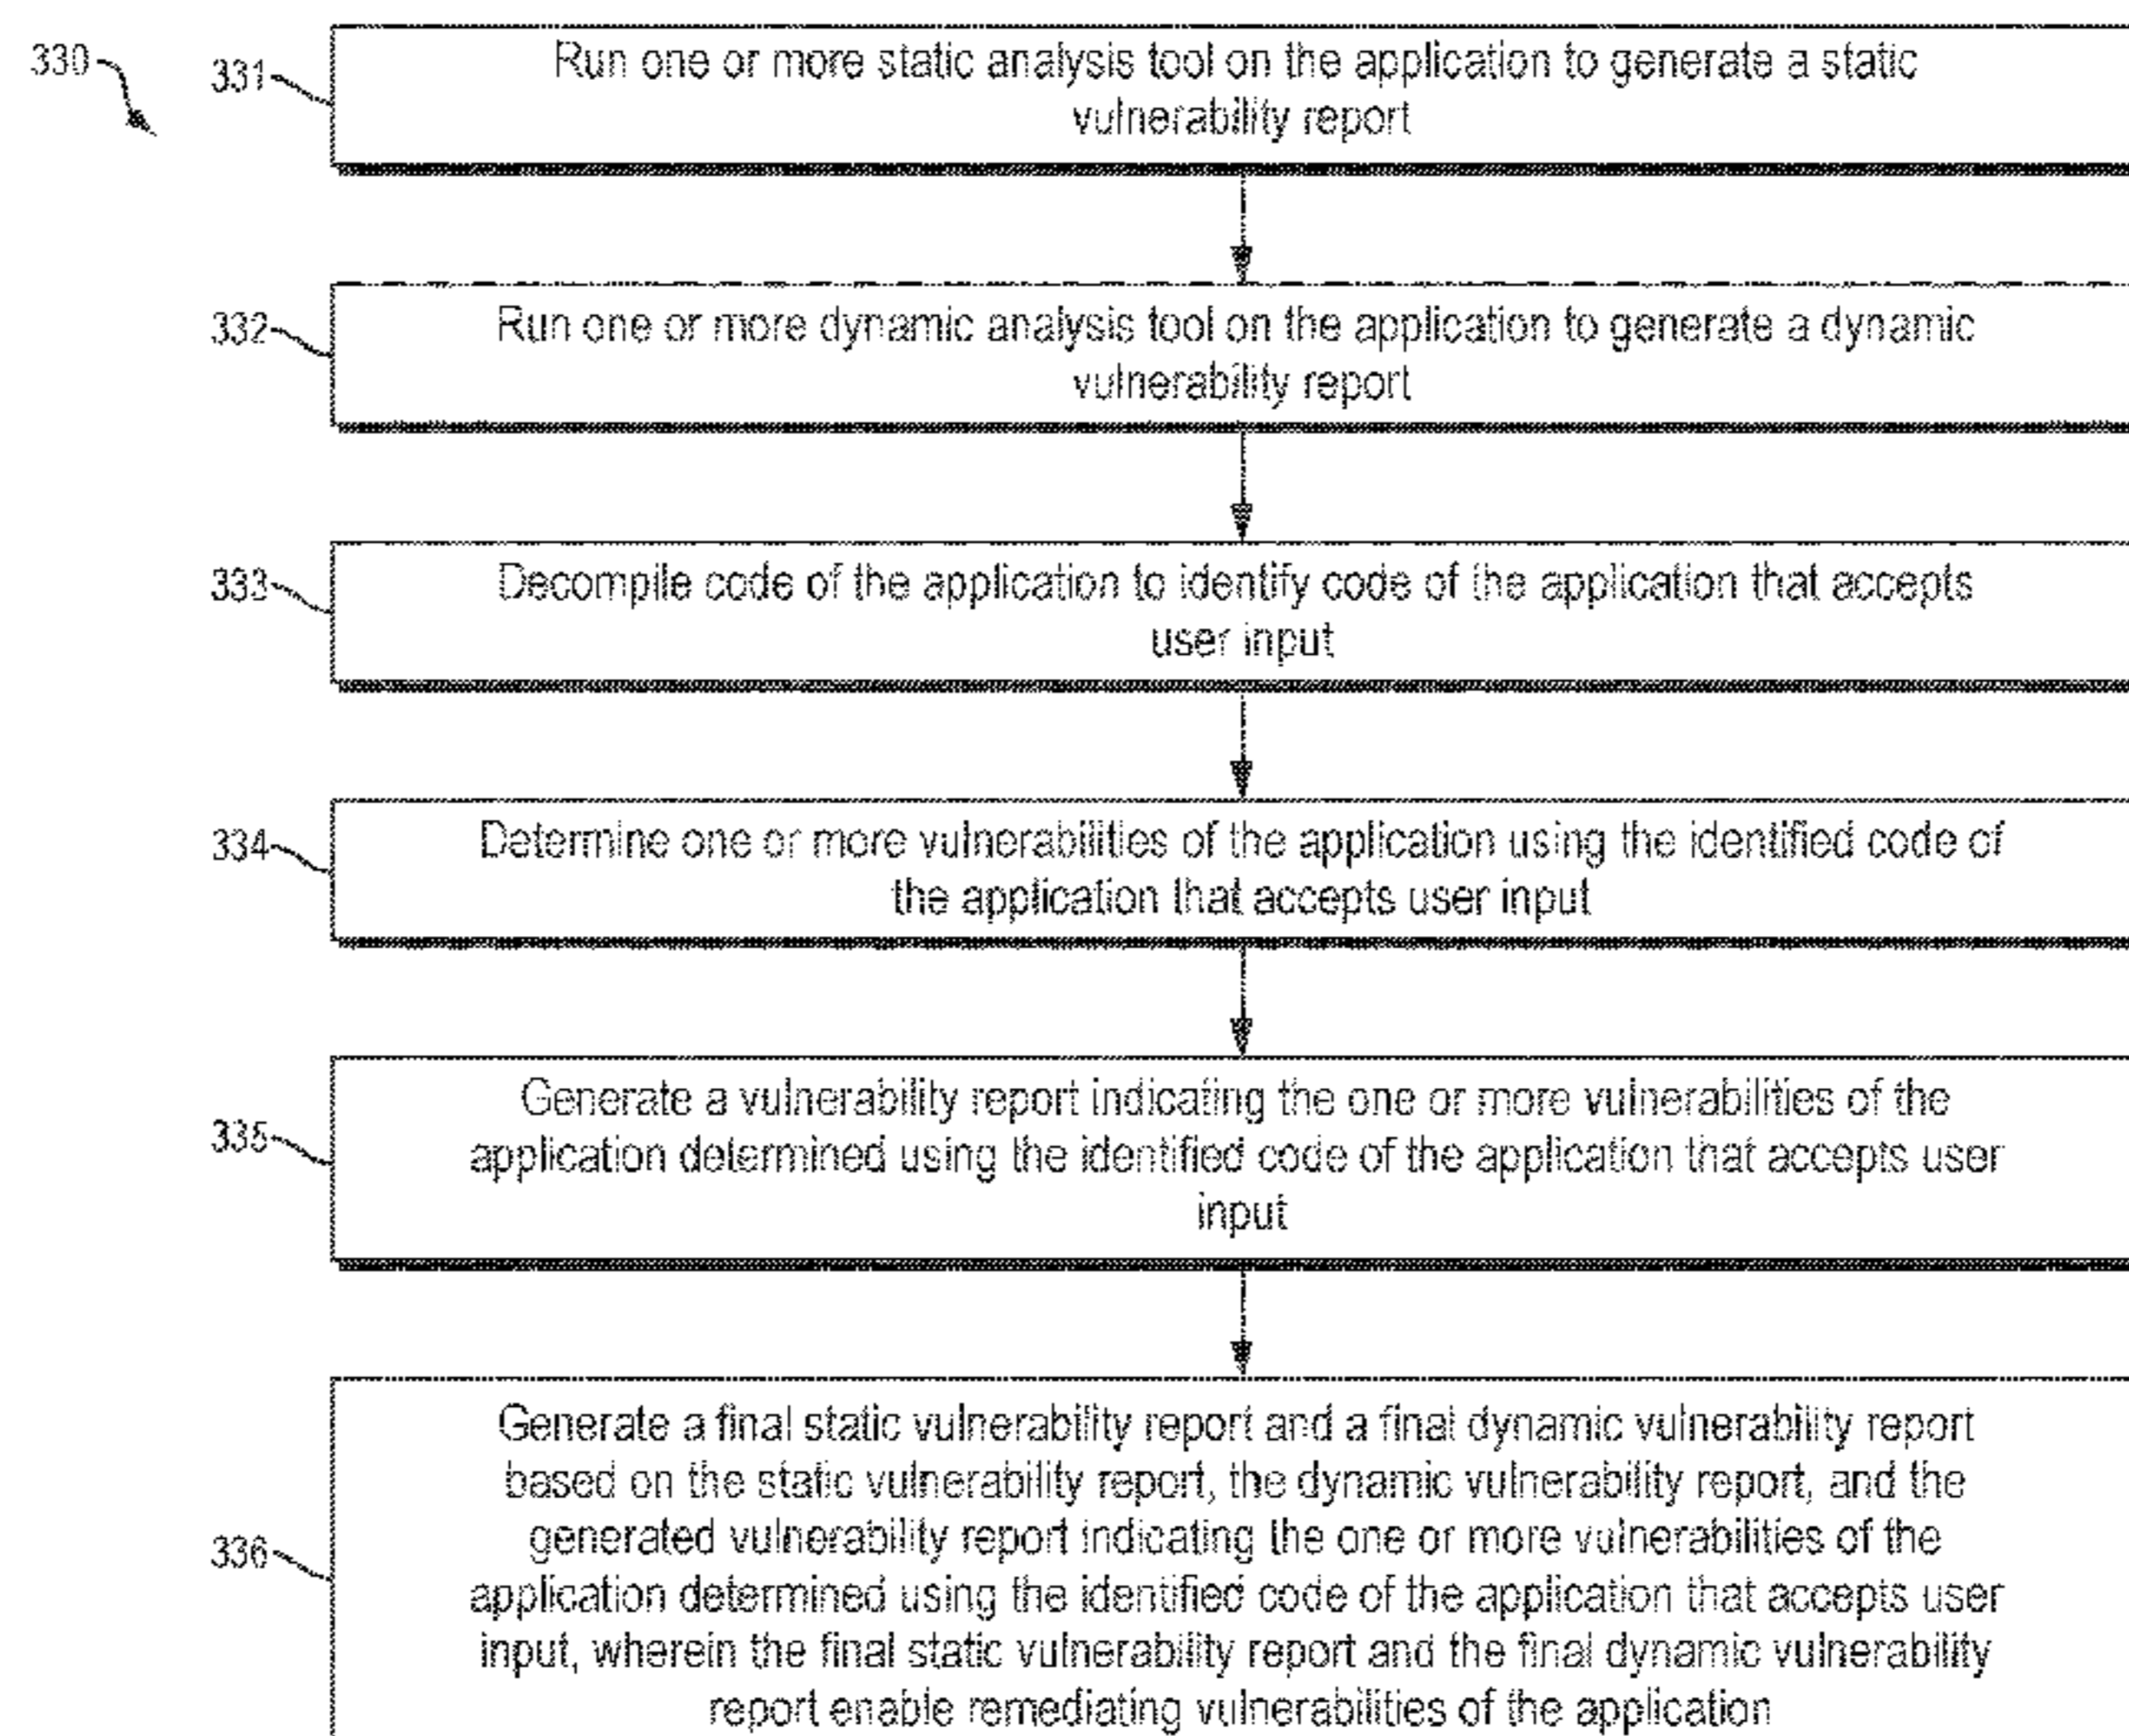 330
331
Run one or more static analysis tool on the application to generate a static
vulnerability report
332
Run one or more dynamic analysis tool on the application to generate a dynamic
vulnerability report
333
Decompile code of the application to identify code of the application that accepts
user input
334
Determine one or more vulnerabilities of the application using the identified code of
the application that accepts user input
335
Generate a vulnerability report indicating the one or more vulnerabilities of the
application determined using the identified code of the application that accepts user
input
336
Generate a final static vulnerability report and a final dynamic vulnerability report
based on the static vulnerability report, the dynamic vulnerability report, and the
generated vulnerability report indicating the one or more vulnerabilities of the
application determined using the identified code of the application that accepts user
input, wherein the final static vulnerability report and the final dynamic vulnerability
report enable remediating vulnerabilities of the application